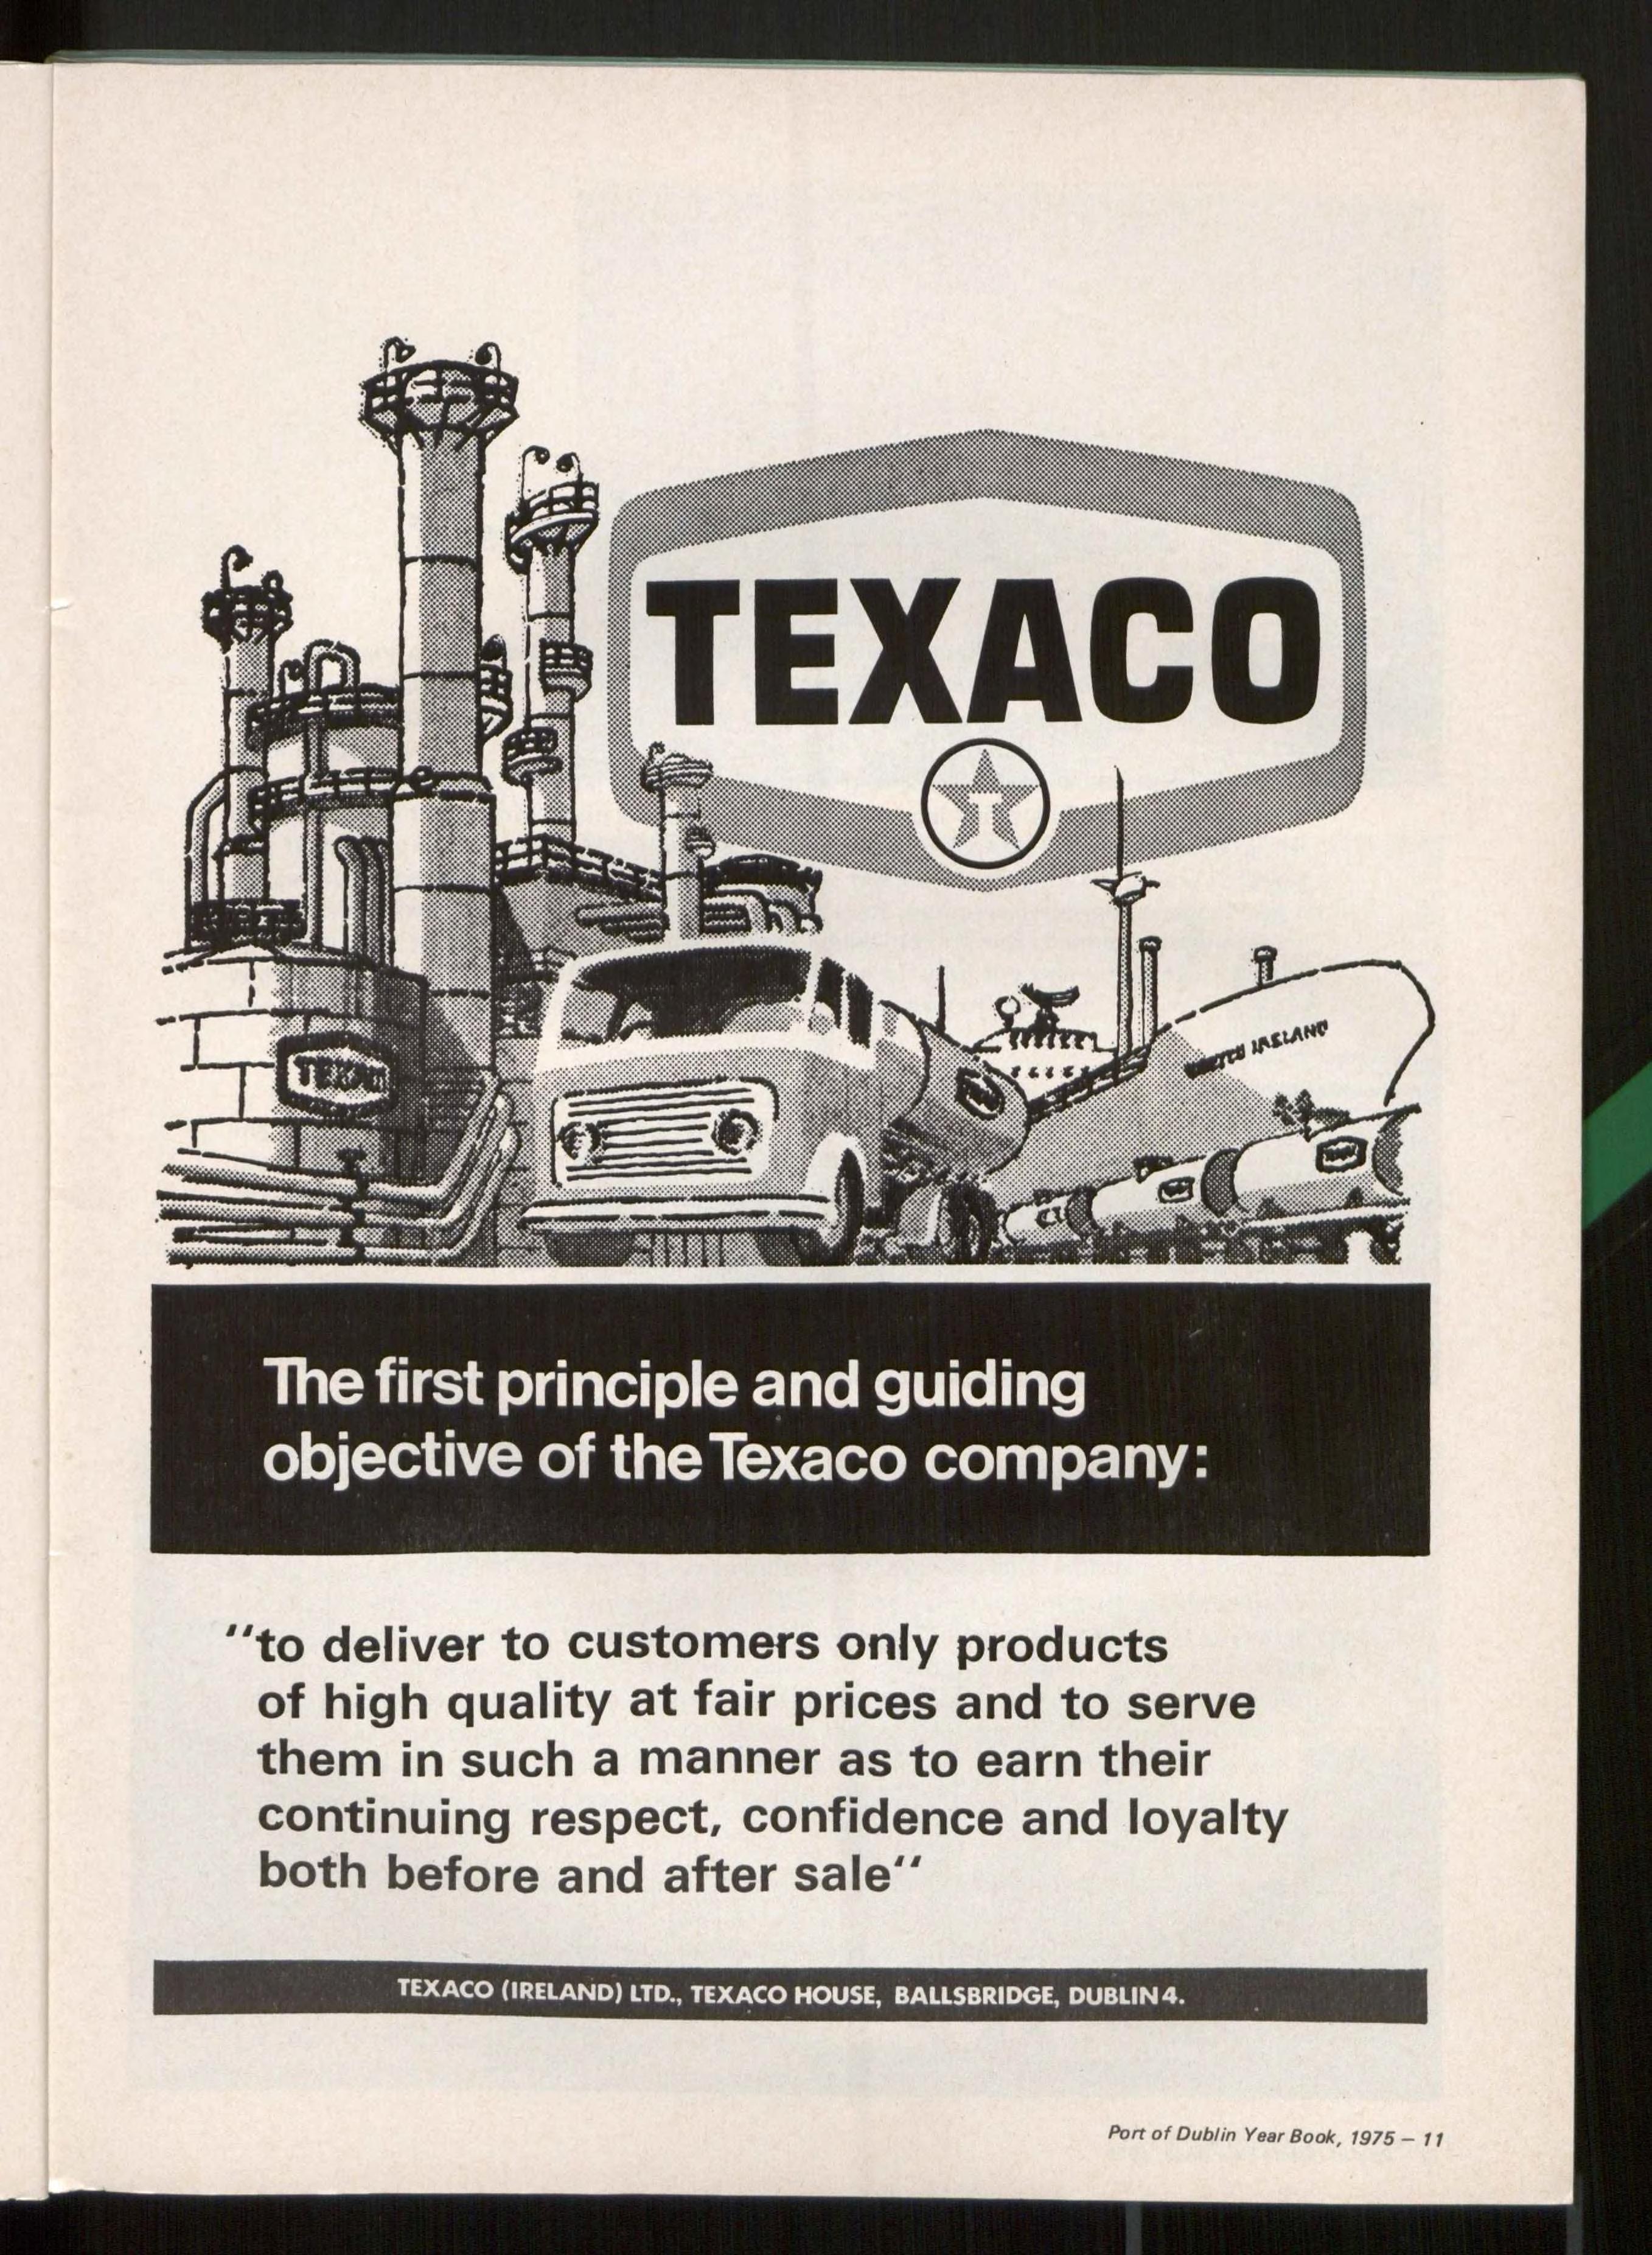 TEXACO
T
TEXACO
IRELAND
The first principle and guiding
objective of the Texaco company:
“to deliver to customers only products
of high quality at fair prices and to serve
them in such a manner as to earn their
continuing respect, confidence and loyalty
both before and after sale“
TEXACO (IRELAND) LTD., TEXACO HOUSE, BALLSBRIDGE, DUBLIN 4.
Port of Dublin Year Book, 1975 – 11